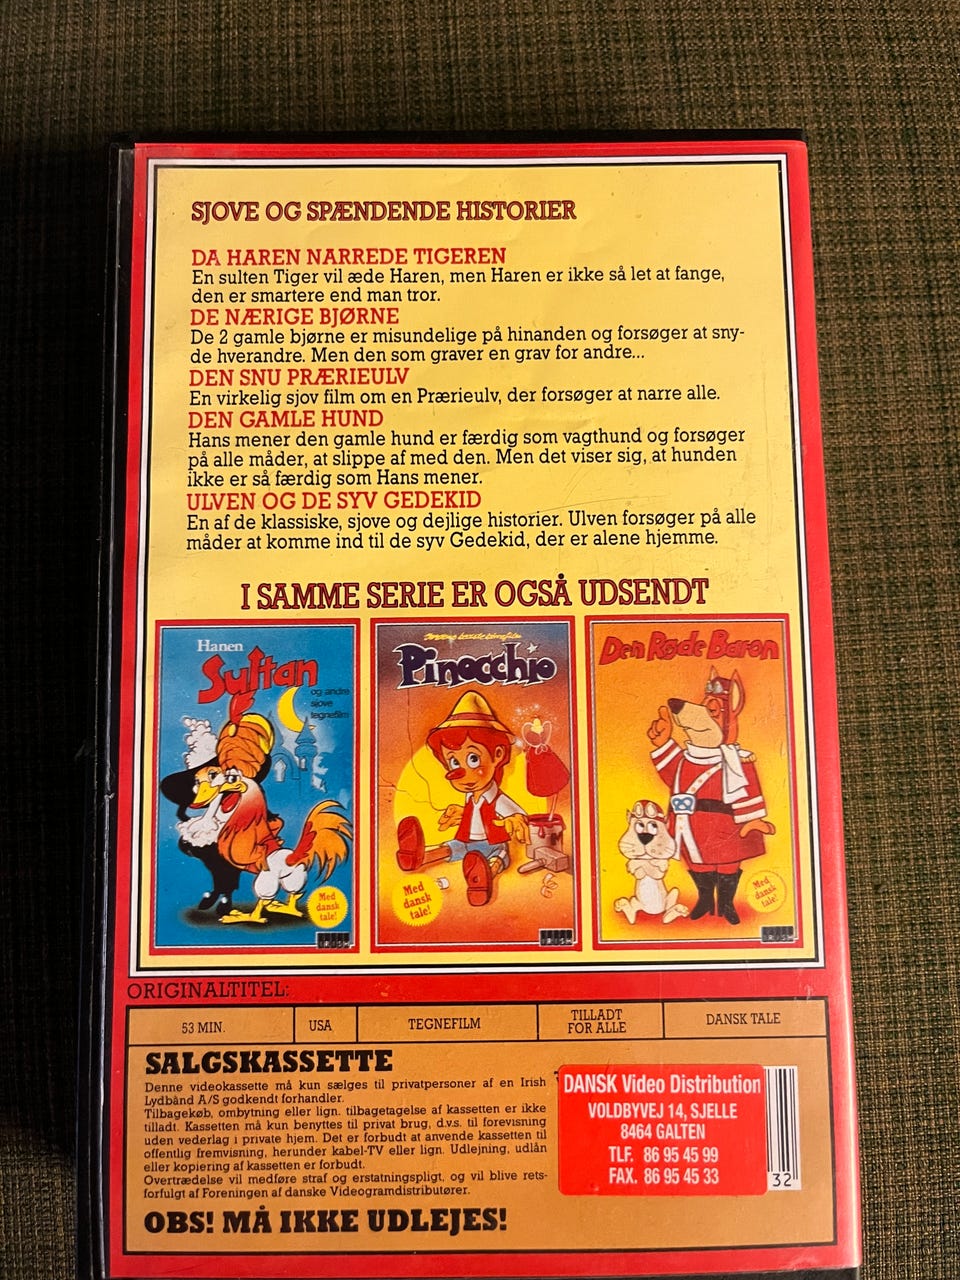 SJOVE OG SPÆNDENDE HISTORIER
DA HAREN NARREDE TIGEREN
En sulten Tiger vil æde Haren, men Haren er ikke så let at fange,
den er smartere end man tror.
DE NÆRIGE BJØRNE
De 2 gamle bjørne er misundelige på hinanden og forsøger at sny-
de hverandre. Men den som graver en grav for andre...
DEN SNU PRÆRIEULV
En virkelig sjov film om en Prærieulv, der forsøger at narre alle.
DEN GAMLE HUND
Hans mener den gamle hund er færdig som vagthund og forsøger
på alle måder, at slippe af med den. Men det viser sig, at hunden
ikke er så færdig som Hans mener.
ULVEN OG DE SYV GEDEKID
En af de klassiske, sjove og dejlige historier. Ulven forsøger på alle
måder at komme ind til de syv Gedekid, der er alene hjemme.
I SAMME SERIE ER OGSÅ UDSENDT
Hanen
Sultan
og andre
sjove
tegnefilm
Med
dansk
tale!
IRISH
Pinocchio
Med
dansk
tale!
IRISH
Den Røde Baron
Med
dansk
tale!
IRISH
ORIGINALTITEL:
53 MIN.
USA
TEGNEFILM
TILLADT
FOR ALLE
DANSK TALE
SALGSKASSETTE
Denne videokassette må kun sælges til privatpersoner af en Irish
Lydbånd A/S godkendt forhandler.
Tilbagekøb, ombytning eller lign. tilbagetagelse af kassetten er ikke
tilladt. Kassetten må kun benyttes til privat brug, d.v.s. til forevisning
uden vederlag i private hjem. Det er forbudt at anvende kassetten til
offentlig fremvisning, herunder kabel-TV eller lign. Udlejning, udlån
eller kopiering af kassetten er forbudt.
Overtrædelse vil medføre straf og erstatningspligt, og vil blive rets-
forfulgt af Foreningen af danske Videogramdistributører.
OBS! MÅ IKKE UDLEJES!
DANSK Video Distribution
VOLDBYVEJ 14, SJELLE
8464 GALTEN
TLF. 86 95 45 99
FAX. 86 95 45 33
32